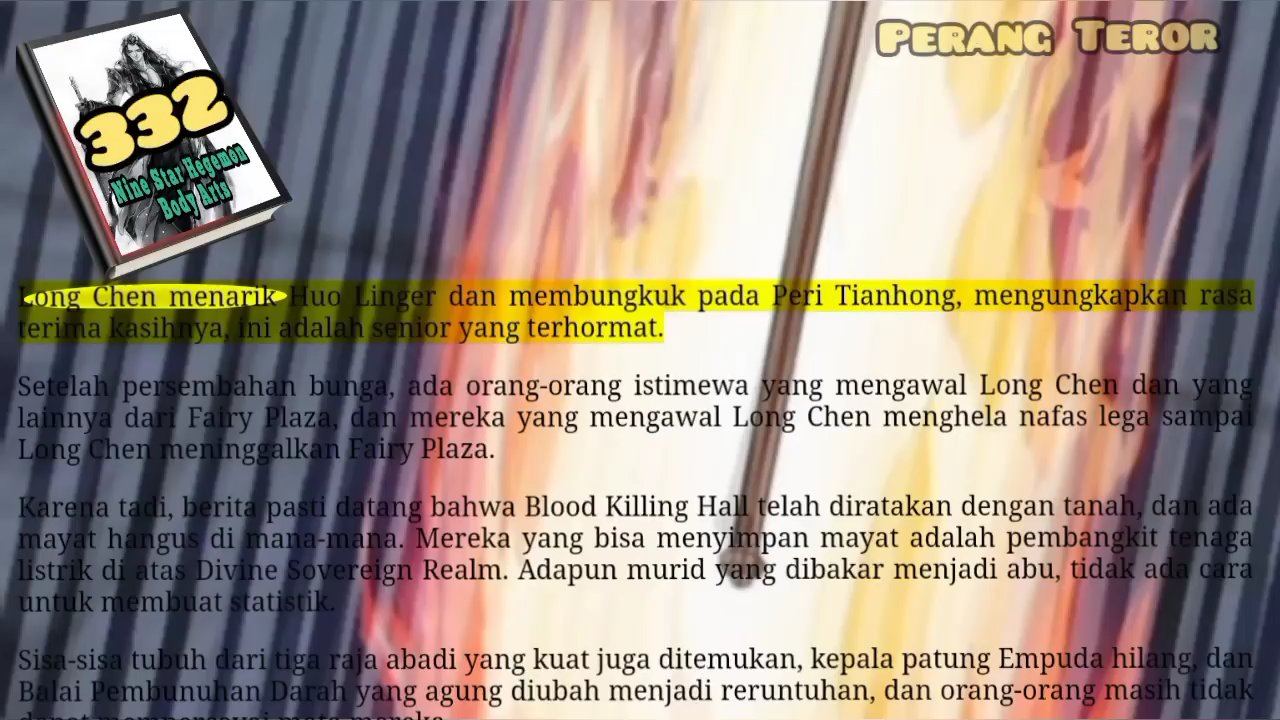 PERANG TEROR
332
Nine Star Hegemon
Body Arts
Long Chen menarik Huo Linger dan membungkuk pada Peri Tianhong, mengungkapkan rasa
terima kasihnya, ini adalah senior yang terhormat.
Setelah persembahan bunga, ada orang-orang istimewa yang mengawal Long Chen dan yang
lainnya dari Fairy Plaza, dan mereka yang mengawal Long Chen menghela nafas lega sampai
Long Chen meninggalkan Fairy Plaza.
Karena tadi, berita pasti datang bahwa Blood Killing Hall telah diratakan dengan tanah, dan ada
mayat hangus di mana-mana. Mereka yang bisa menyimpan mayat adalah pembangkit tenaga
listrik di atas Divine Sovereign Realm. Adapun murid yang dibakar menjadi abu, tidak ada cara
untuk membuat statistik.
Sisa-sisa tubuh dari tiga raja abadi yang kuat juga ditemukan, kepala patung Empuda hilang, dan
Balai Pembunuhan Darah yang agung diubah menjadi reruntuhan, dan orang-orang masih tidak
dapat mempercayai mata mereka.